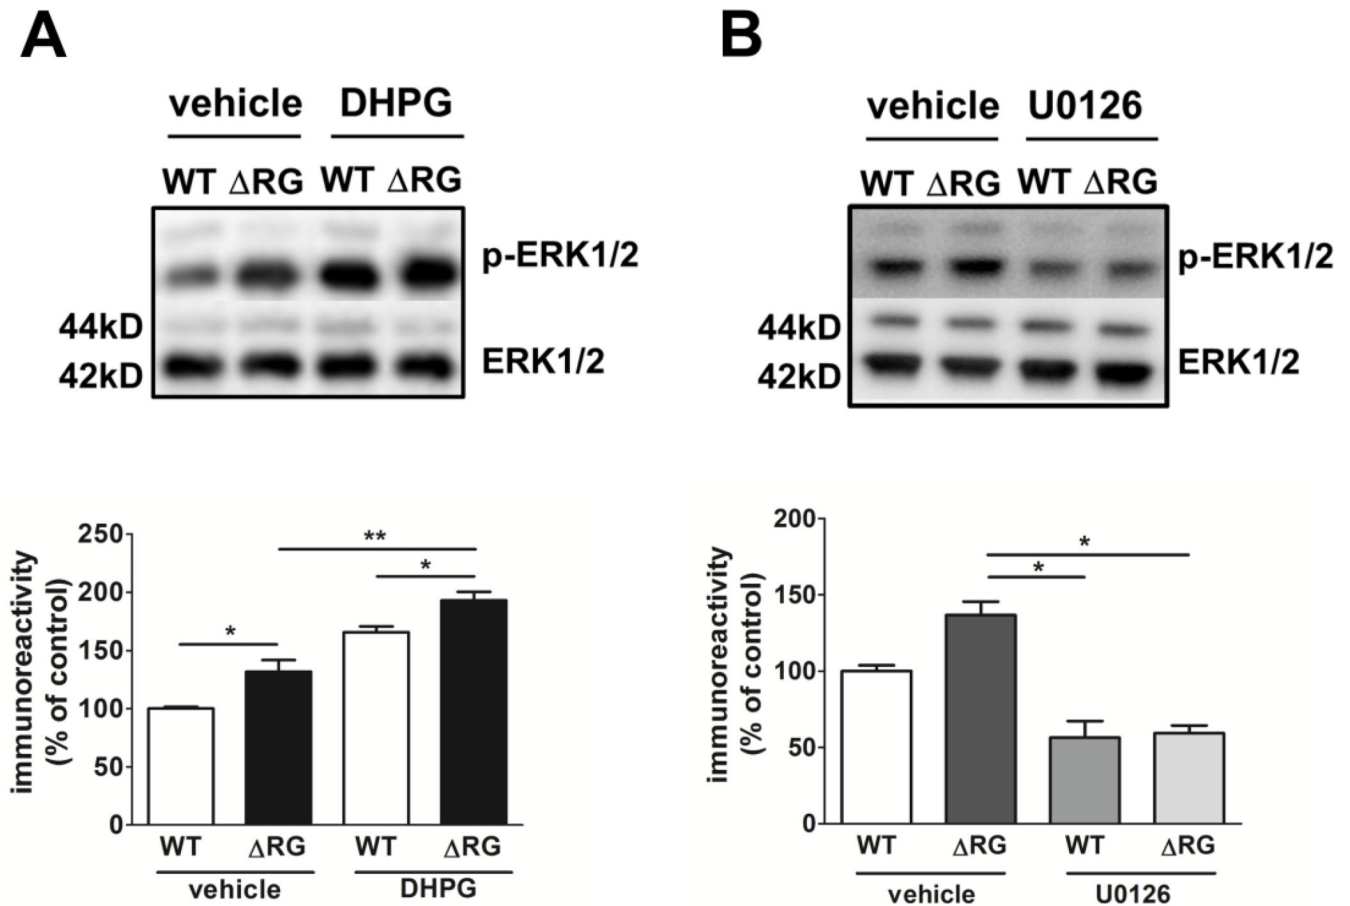 A
vehicle DHPG
WT ΔRG WT ΔRG
p-ERK1/2
44kD
42kD
ERK1/2
immunoreactivity
(% of control)
250
200
150
100
50
0
**
*
*
WT ΔRG WT ΔRG
vehicle DHPG
B
vehicle U0126
WT ΔRG WT ΔRG
p-ERK1/2
44kD
42kD
ERK1/2
immunoreactivity
(% of control)
200
150
100
50
0
*
*
WT ΔRG WT ΔRG
vehicle U0126